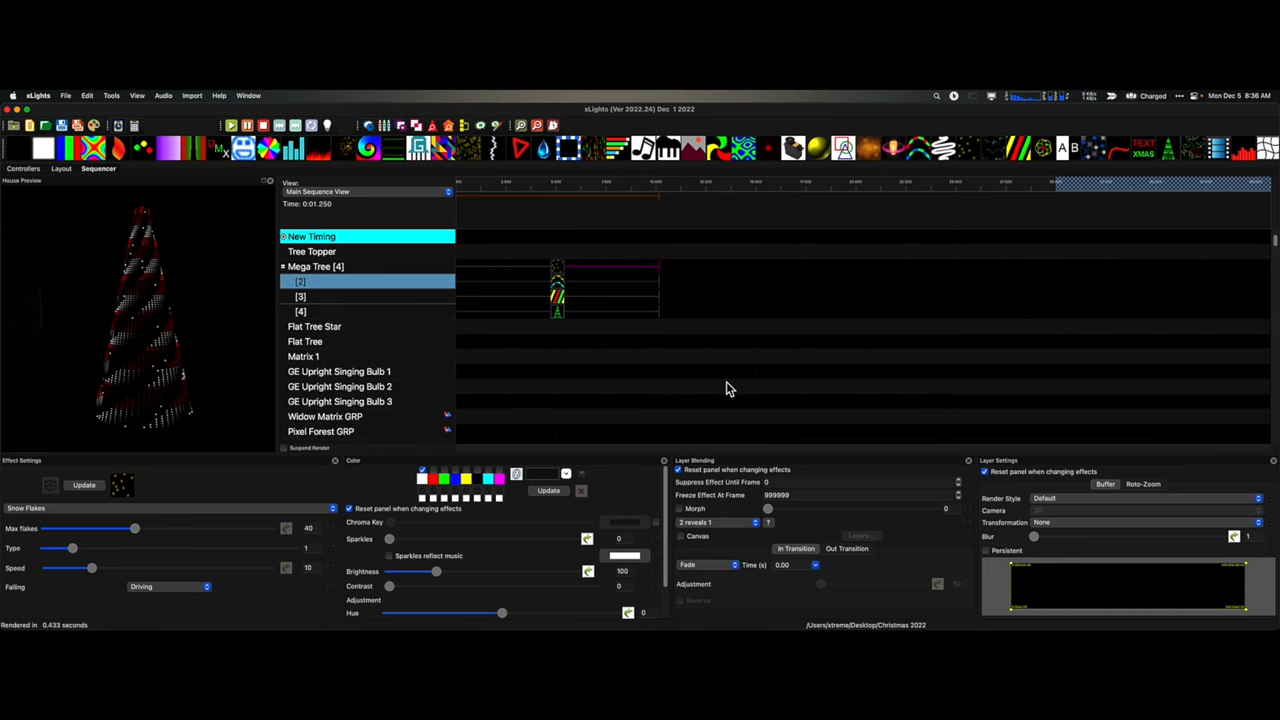 xLights File Edit Tools View Audio Import Help Window
Charged Mon Dec 5 8:36 AM
xLights (Ver 2022.24) Dec 1 2022
TEXT
A B XMAS
Controllers Layout Sequencer
House Preview
View:
Main Sequence View
Time: 0:01.250
New Timing
Tree Topper
Mega Tree [4]
[2]
[3]
[4]
Flat Tree Star
Flat Tree
Matrix 1
GE Upright Singing Bulb 1
GE Upright Singing Bulb 2
GE Upright Singing Bulb 3
Widow Matrix GRP
Pixel Forest GRP
Suspend Render
Effect Settings
Update
Snow Flakes
Max flakes 40
Type 1
Speed 10
Falling Driving
Color
Update
Reset panel when changing effects
Chroma Key
Sparkles 0
Sparkles reflect music
Brightness 100
Contrast 0
Adjustment
Hue 0
Layer Blending
Reset panel when changing effects
Suppress Effect Until Frame 0
Freeze Effect At Frame 999999
Morph 0
2 reveals 1 ?
Canvas Layers ...
In Transition Out Transition
Fade Time (s) 0.00
Adjustment
Reverse
Layer Settings
Reset panel when changing effects
Buffer Roto-Zoom
Render Style Default
Camera 2D
Transformation None
Blur 1
Persistent
Rendered in 0.433 seconds
/Users/xtreme/Desktop/Christmas 2022